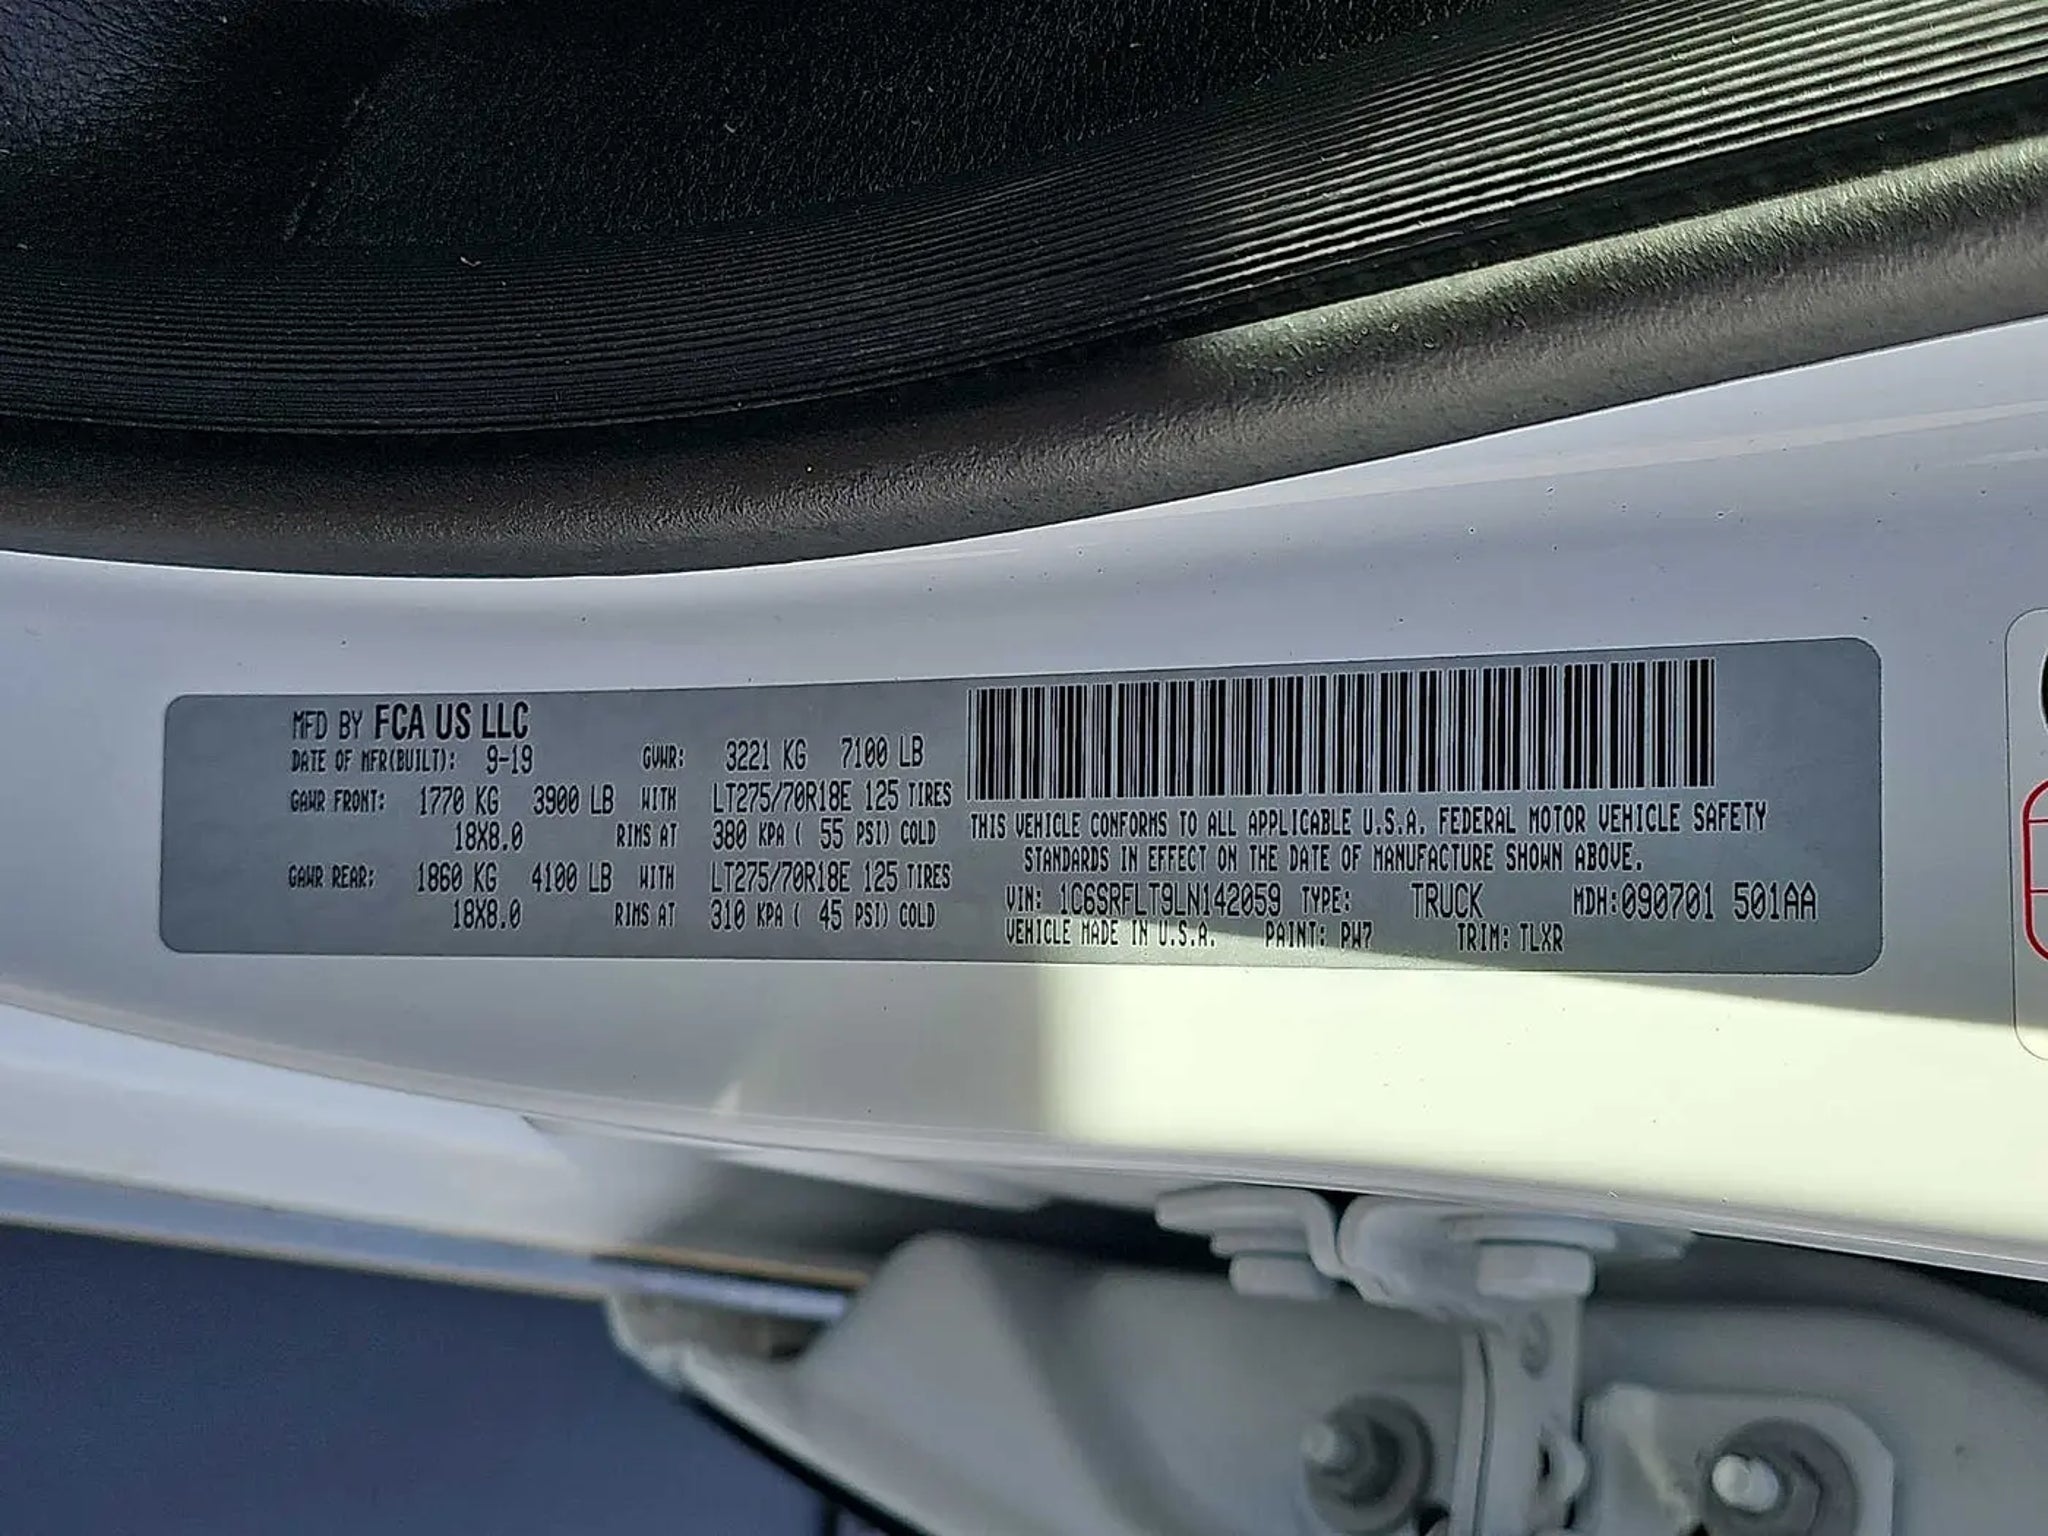 MFD BY FCA US LLC
DATE OF MFR(BUILT): 9-19 GVWR: 3221 KG 7100 LB
GAWR FRONT: 1770 KG 3900 LB WITH LT275/70R18E 125 TIRES
18X8.0 RIMS AT 380 KPA ( 55 PSI) COLD
GAWR REAR: 1860 KG 4100 LB WITH LT275/70R18E 125 TIRES
18X8.0 RIMS AT 310 KPA ( 45 PSI) COLD
THIS VEHICLE CONFORMS TO ALL APPLICABLE U.S.A. FEDERAL MOTOR VEHICLE SAFETY
STANDARDS IN EFFECT ON THE DATE OF MANUFACTURE SHOWN ABOVE.
VIN: 1C6SRFLT9LN142059 TYPE: TRUCK MDH:090701 501AA
VEHICLE MADE IN U.S.A. PAINT: PW7 TRIM: TLXR